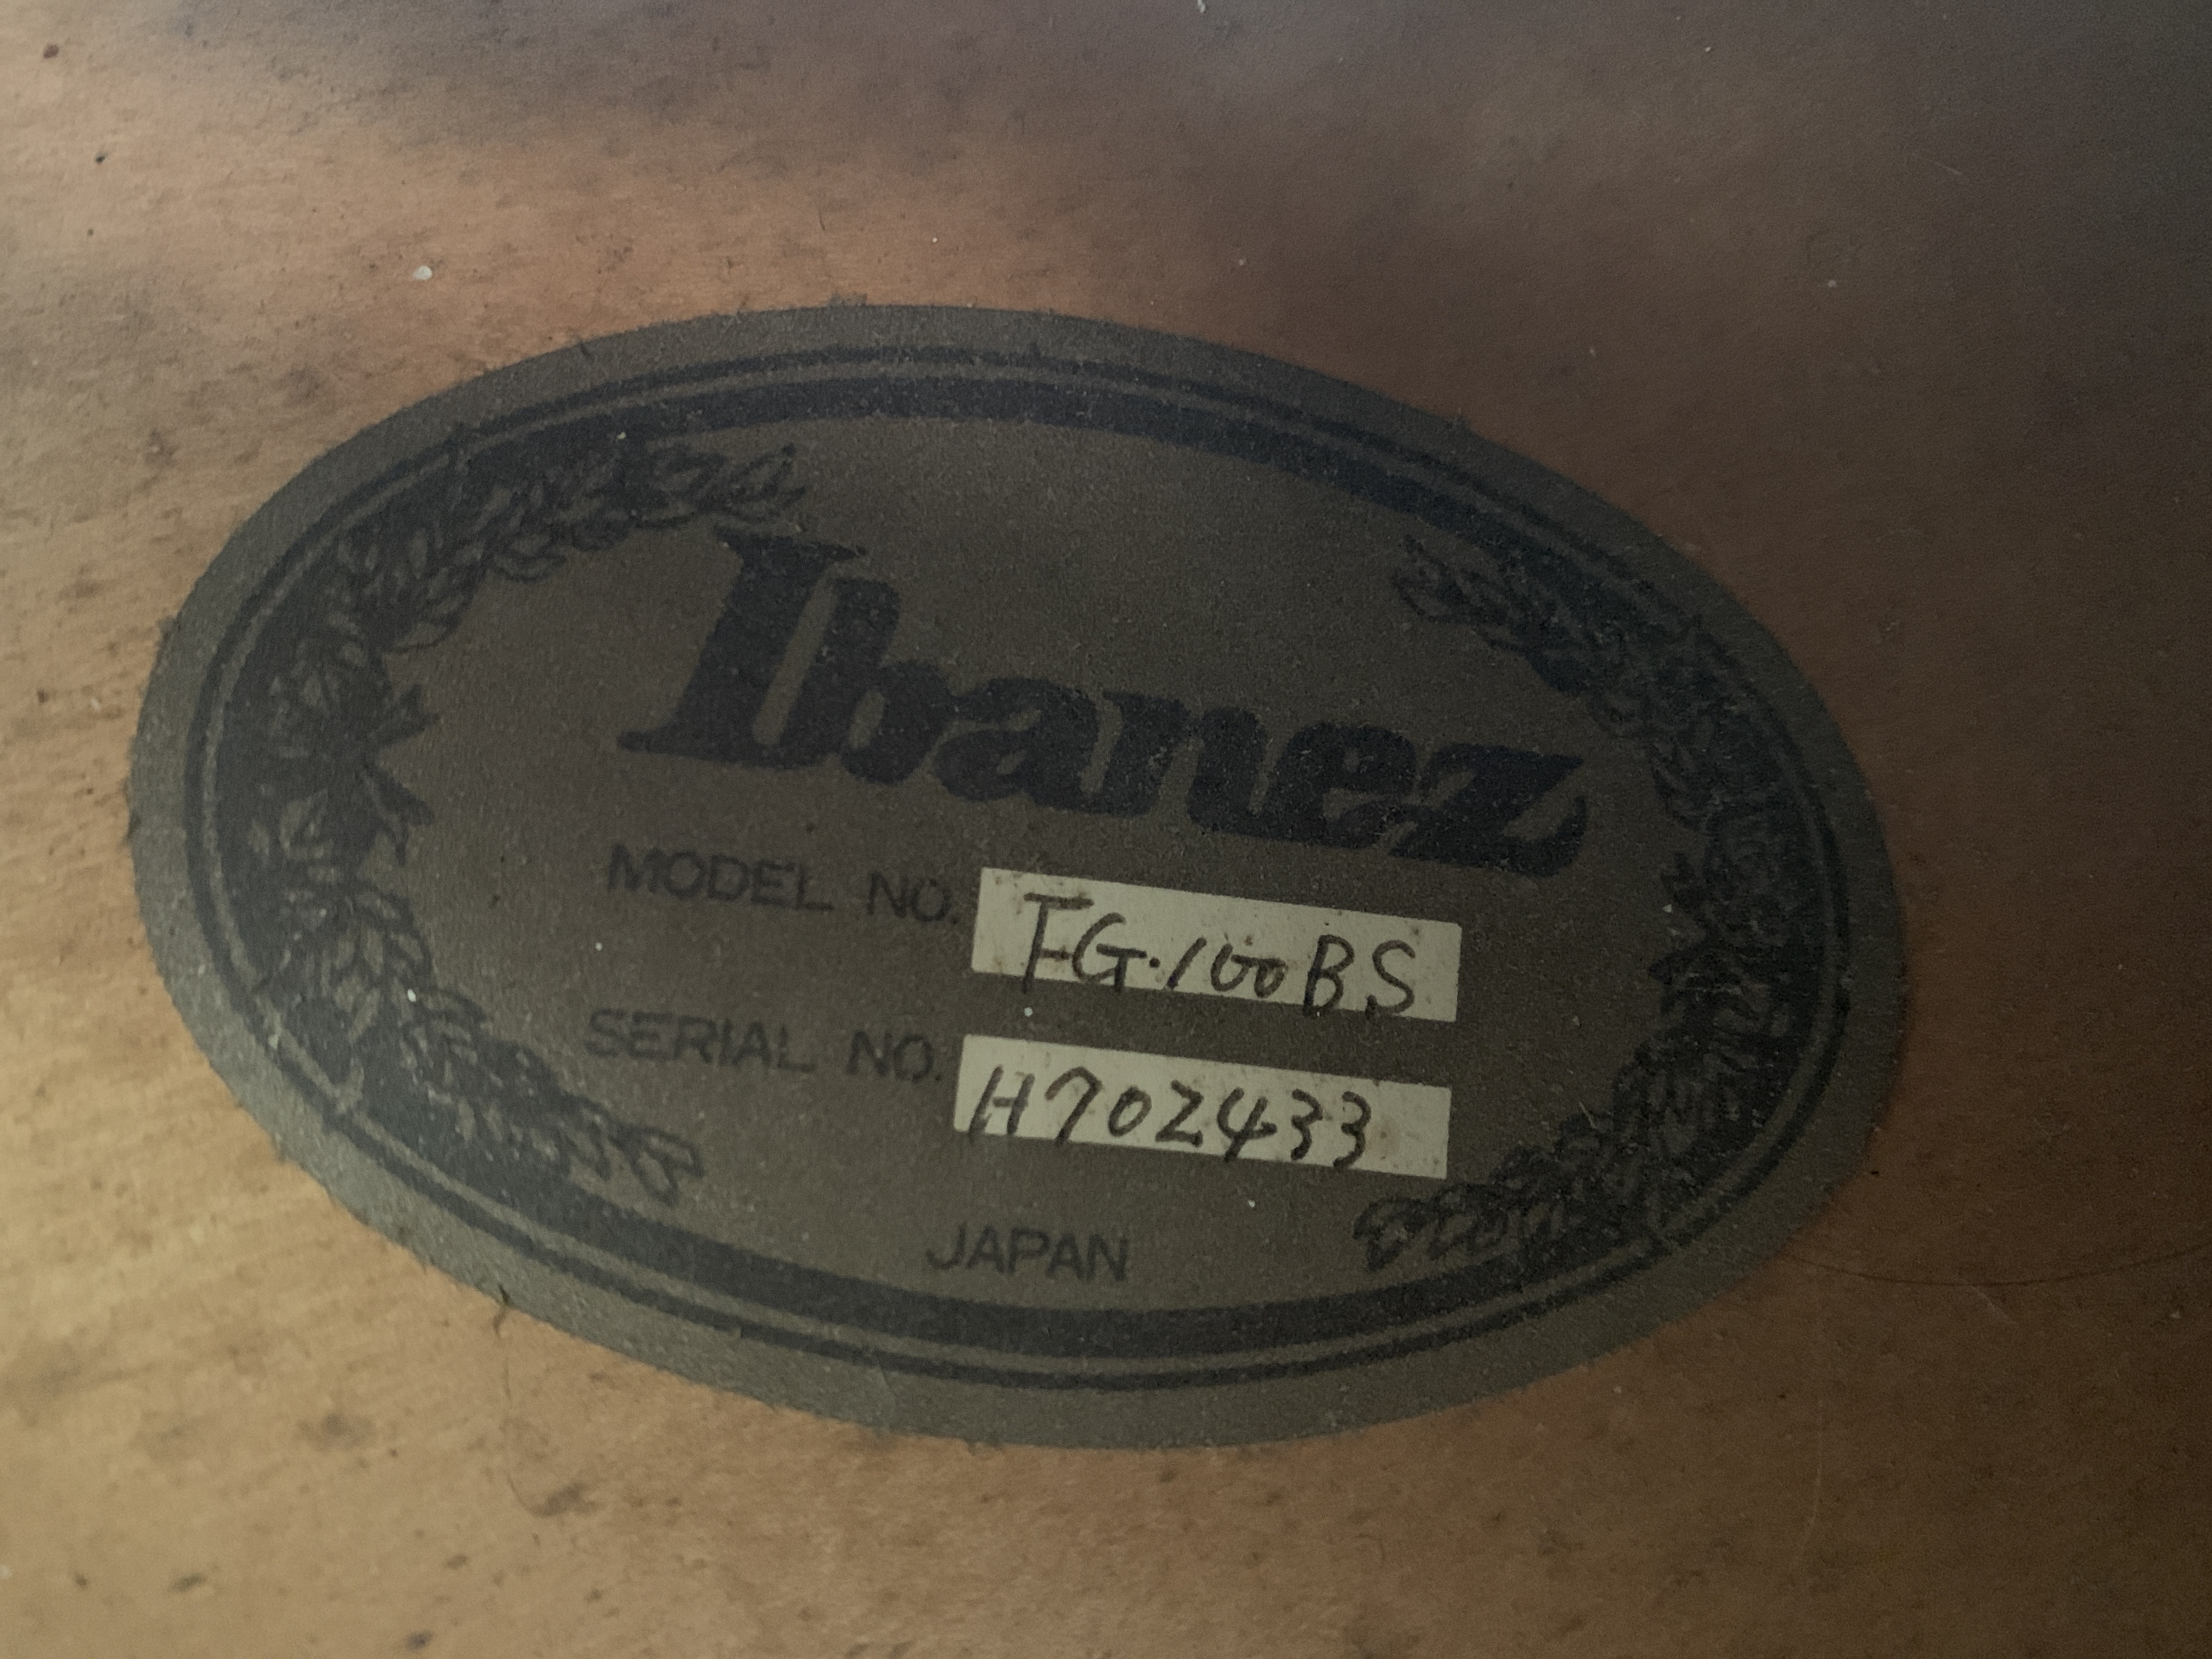 Ibanez
MODEL NO. FG·100BS
SERIAL NO. H702433
JAPAN